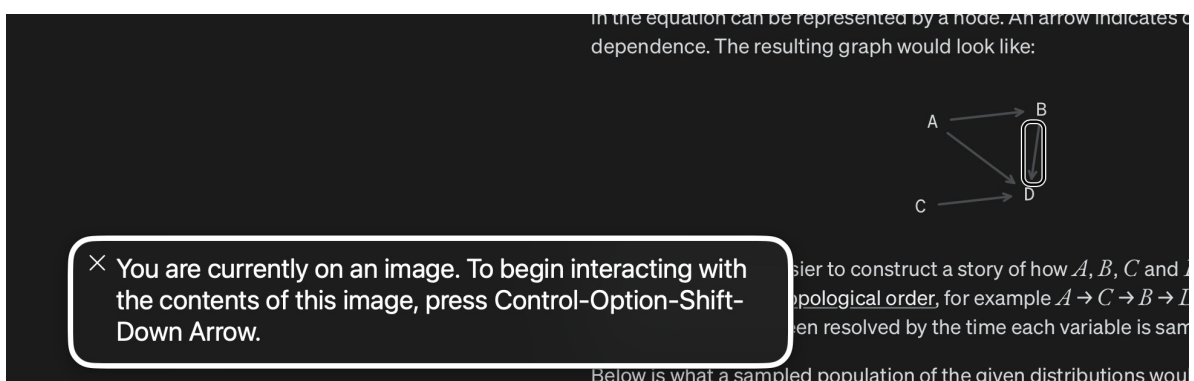 in the equation can be represented by a node. An arrow indicates
dependence. The resulting graph would look like:
B
A
D
C
× You are currently on an image. To begin interacting with
the contents of this image, press Control-Option-Shift-
Down Arrow.
sier to construct a story of how A, B, C and
opological order, for example A → C → B → D
en resolved by the time each variable is sam
Below is what a sampled population of the given distributions wou